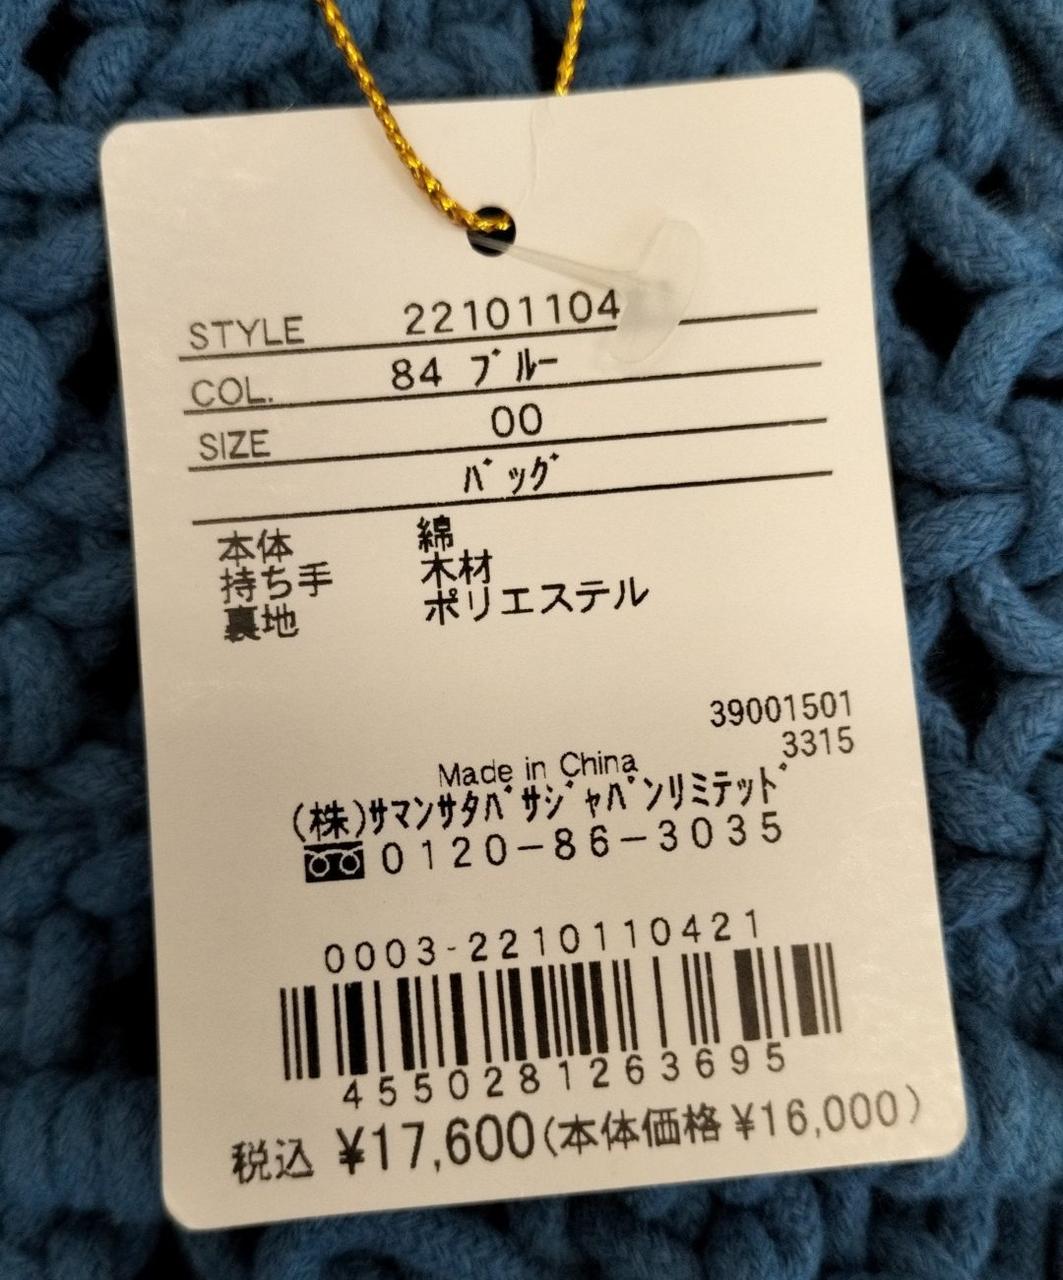 STYLE 22101104
COL. 84 ﾌﾞﾙｰ
SIZE 00
ﾊﾞｯｸﾞ
本体 綿
持ち手 木材
裏地 ポリエステル
39001501
3315
Made in China
(株)ｻﾏﾝｻﾀﾊﾞｻｼﾞｬﾊﾟﾝﾘﾐﾃｯﾄﾞ
0120-86-3035
0003-2210110421
4550281263695
税込 ¥17,600(本体価格 ¥16,000)